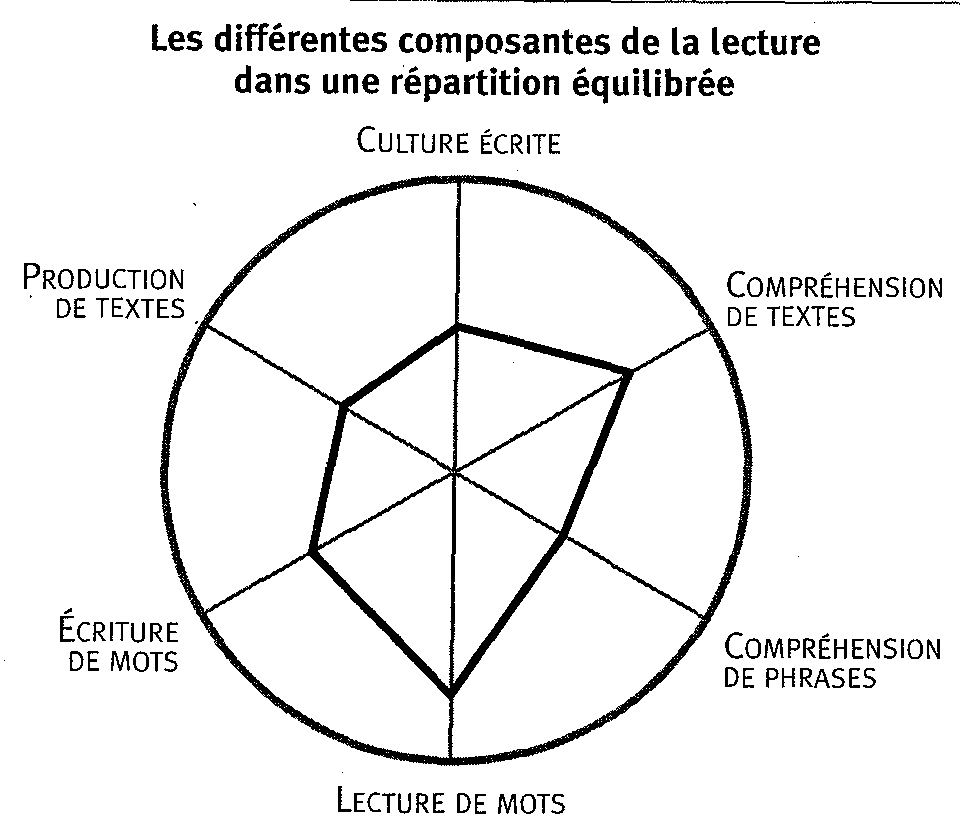 Les différentes composantes de la lecture
dans une répartition équilibrée
CULTURE ÉCRITE
PRODUCTION
DE TEXTES
COMPRÉHENSION
DE TEXTES
ÉCRITURE
DE MOTS
COMPRÉHENSION
DE PHRASES
LECTURE DE MOTS